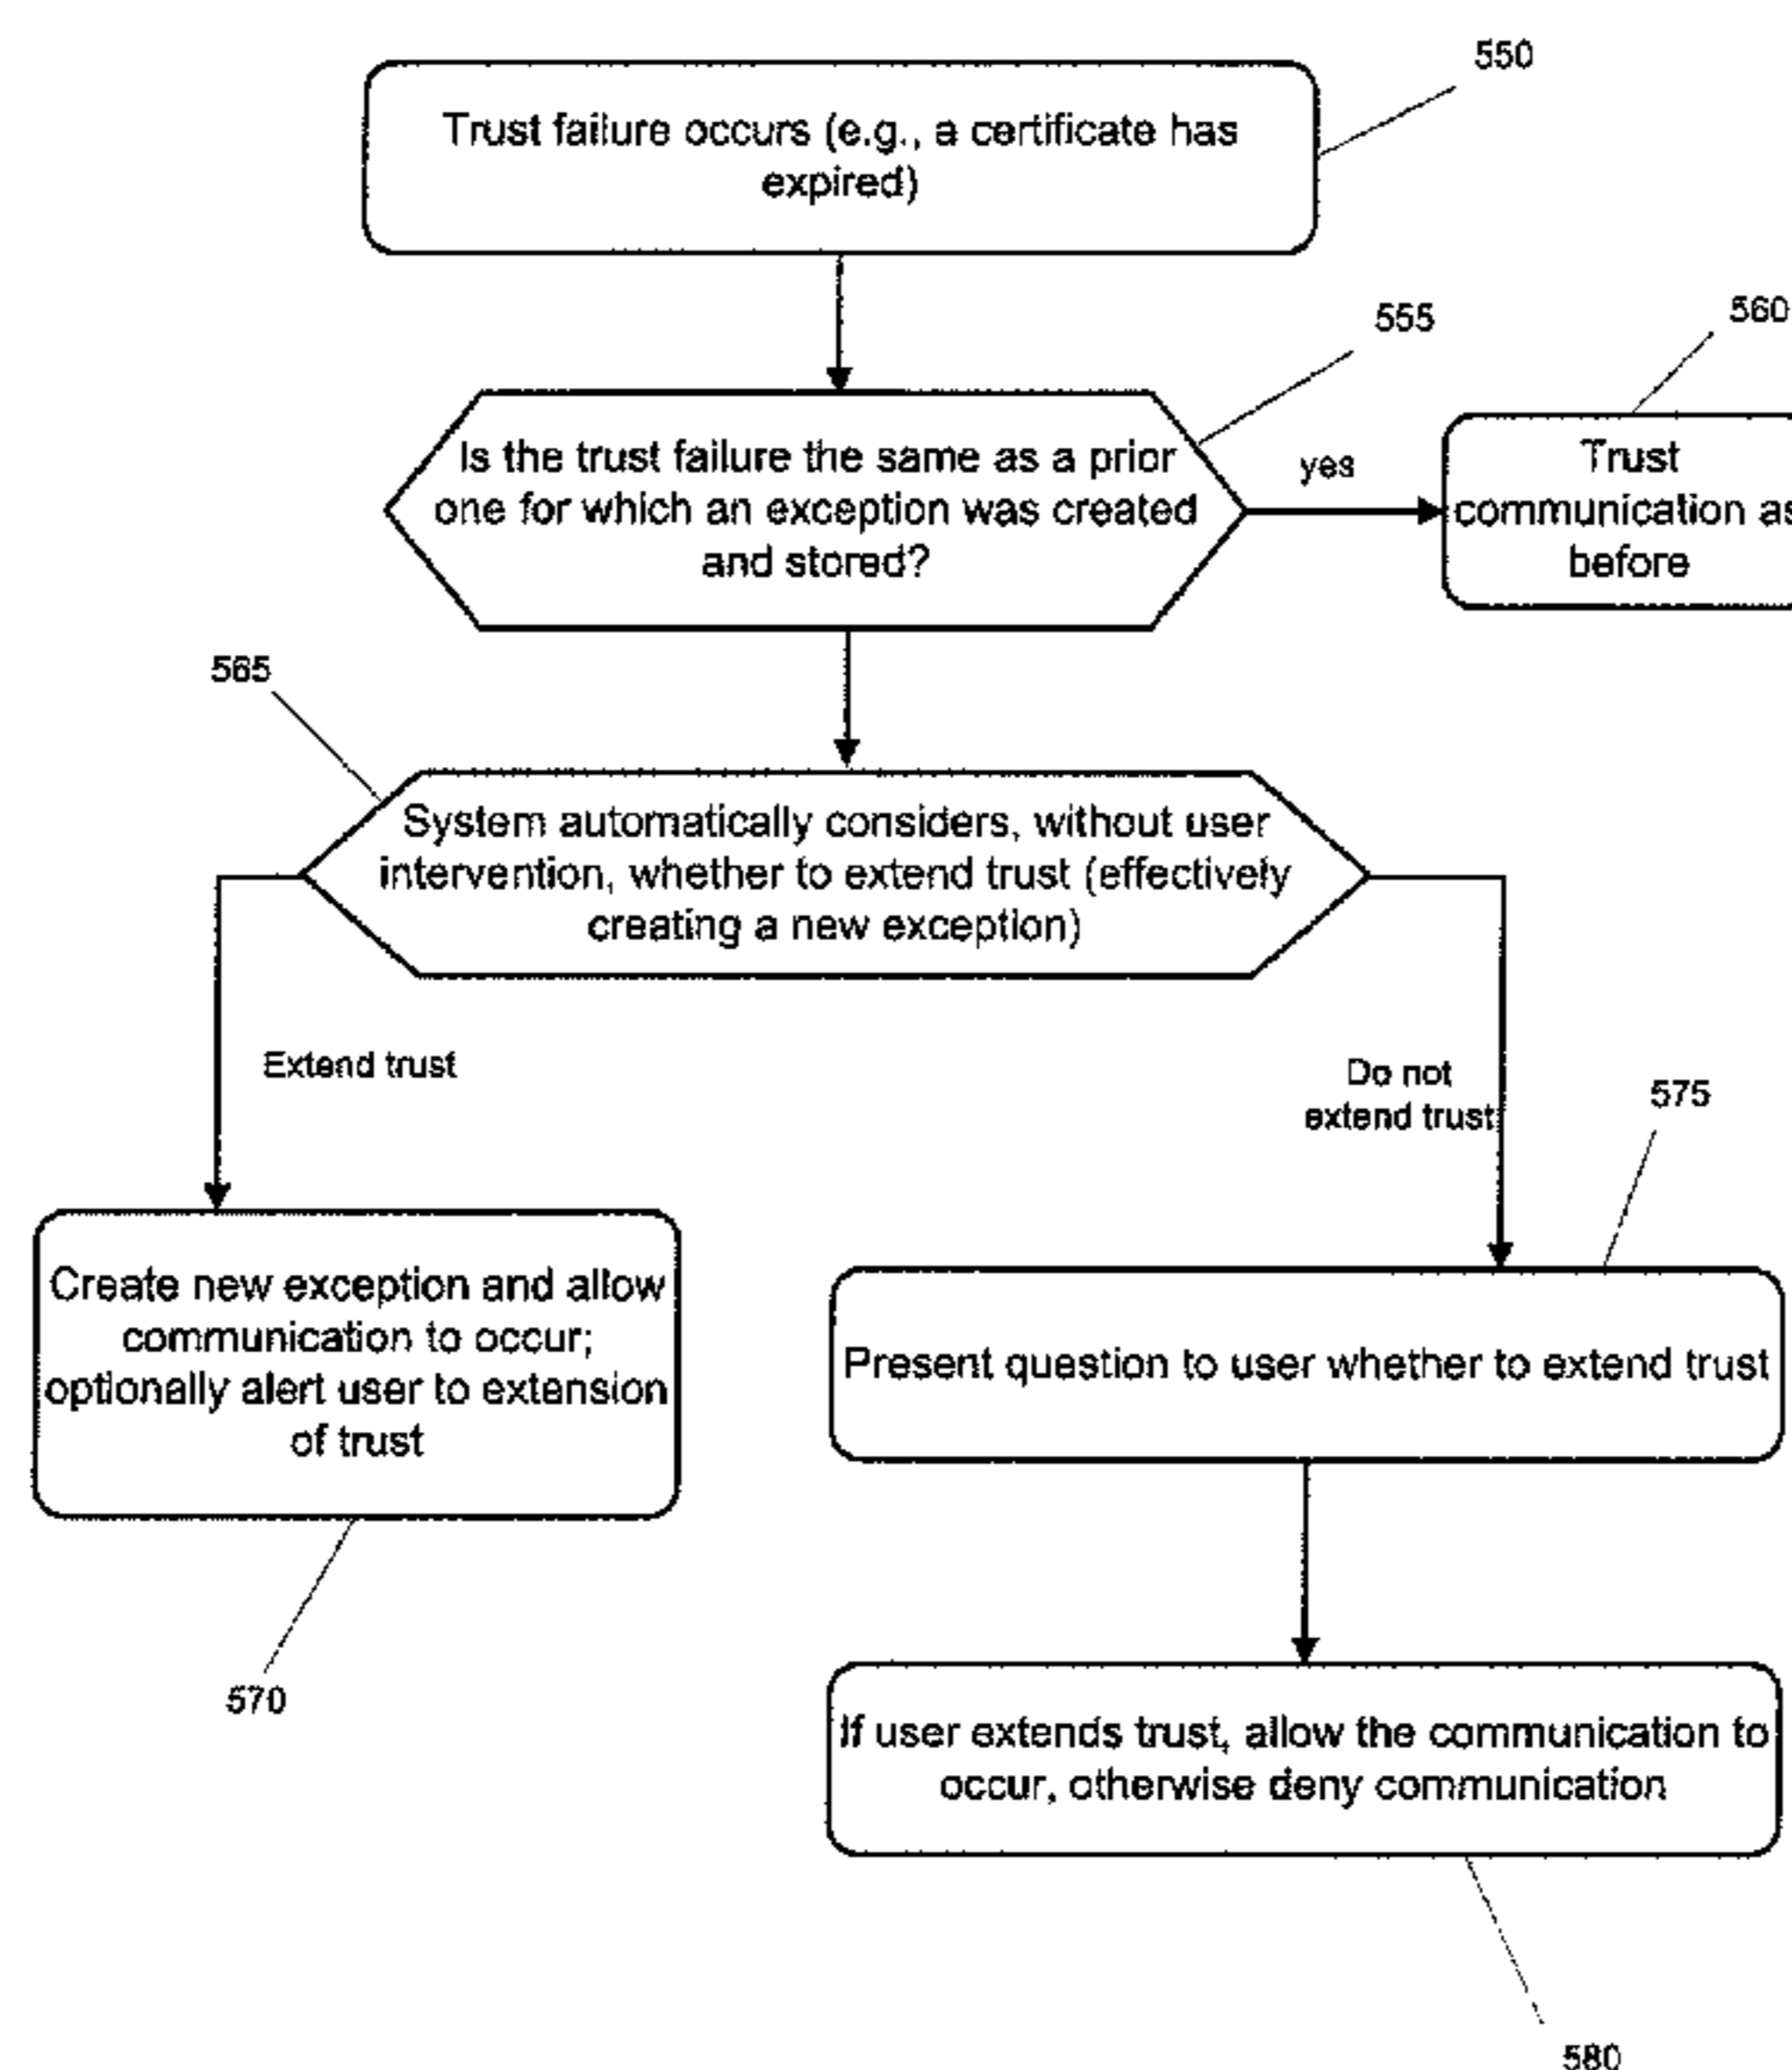 550
Trust failure occurs (e.g., a certificate has
expired)
555
560
Is the trust failure the same as a prior
one for which an exception was created
and stored?
yes
Trust
communication as
before
565
System automatically considers, without user
intervention, whether to extend trust (effectively
creating a new exception)
Extend trust
Do not
extend trust
575
Create new exception and allow
communication to occur;
optionally alert user to extension
of trust
Present question to user whether to extend trust
570
If user extends trust, allow the communication to
occur, otherwise deny communication
580